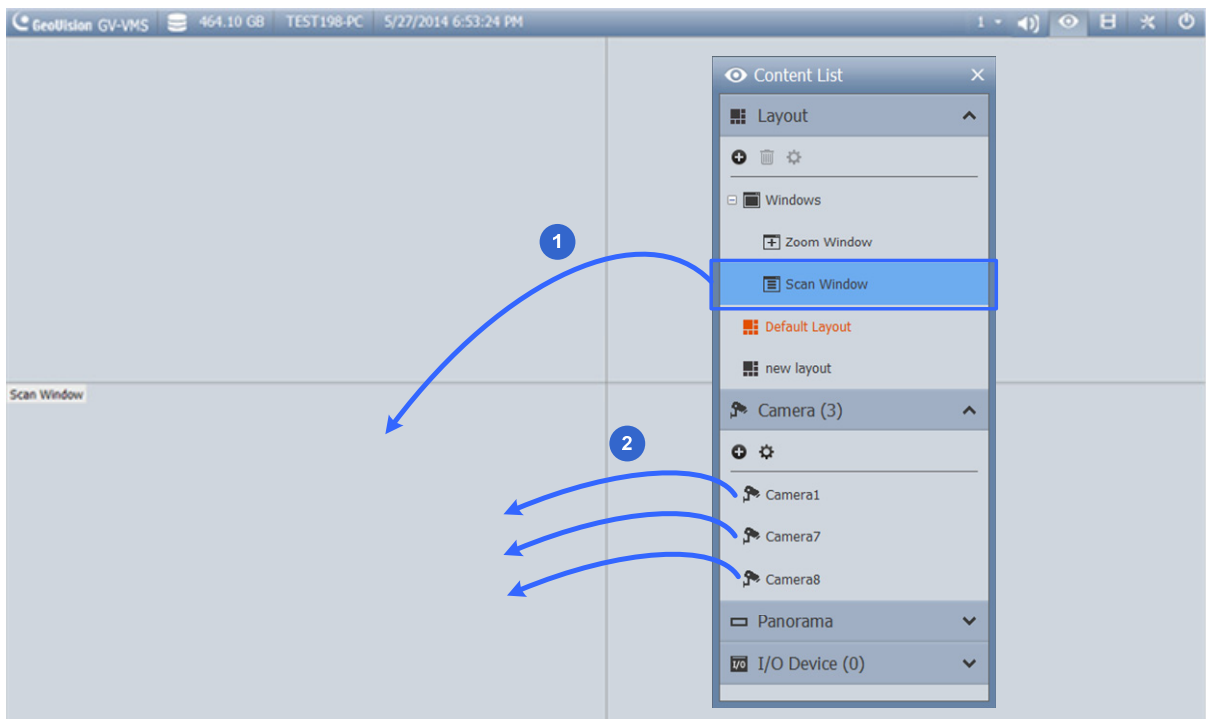 GeoVision GV-VMS 464.10 GB TEST198-PC 5/27/2014 6:53:24 PM 1
Content List
Layout
Windows
1
Zoom Window
Scan Window
Default Layout
new layout
Scan Window
Camera (3)
2
Camera1
Camera7
Camera8
Panorama
I/O I/O Device (0)